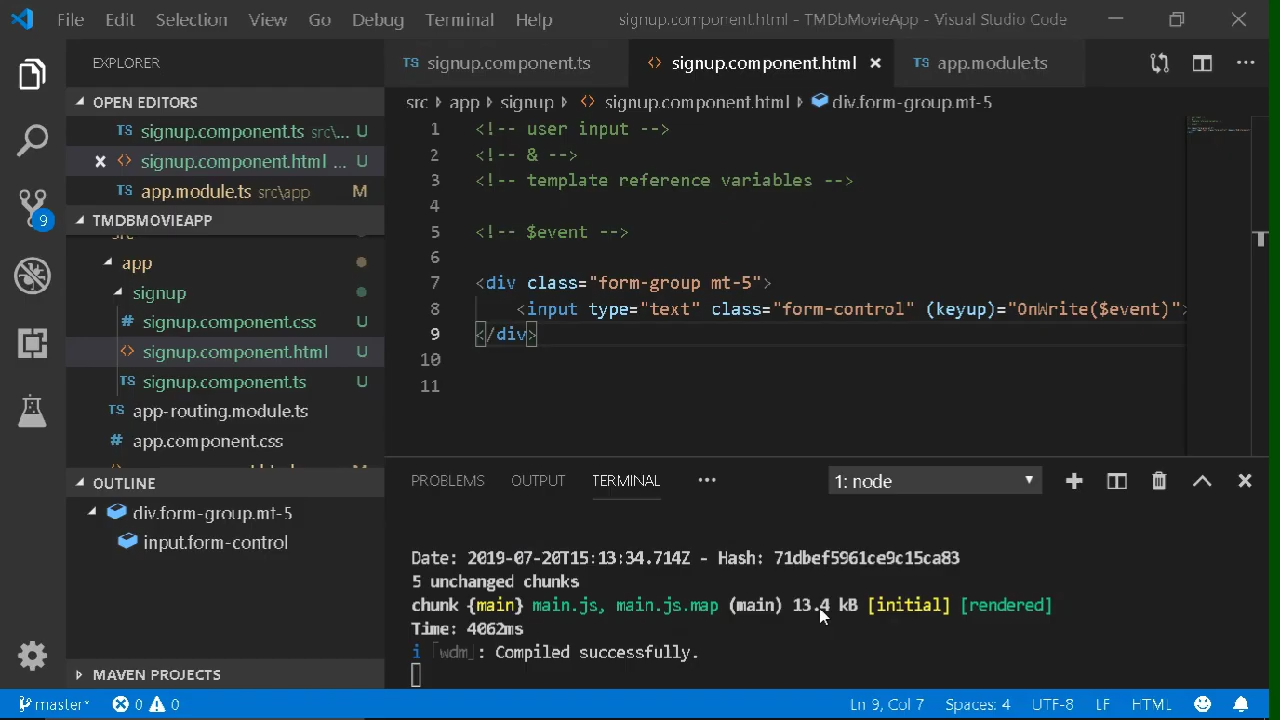 File Edit Selection View Go Debug Terminal Help signup.component.html - TMDbMovieApp - Visual Studio Code
EXPLORER
OPEN EDITORS
TS signup.component.ts src\... U
signup.component.html ... U
TS app.module.ts src\app M
TMDBMOVIEAPP
app
signup
# signup.component.css U
signup.component.html U
TS signup.component.ts U
TS app-routing.module.ts
# app.component.css
OUTLINE
div.form-group.mt-5
input.form-control
MAVEN PROJECTS
9
TS signup.component.ts signup.component.html TS app.module.ts
src app signup signup.component.html div.form-group.mt-5
1 <!-- user input -->
2 <!-- & -->
3 <!-- template reference variables -->
4
5 <!-- $event -->
6
7 <div class="form-group mt-5">
8 <input type="text" class="form-control" (keyup)="OnWrite($event)">
9 </div>
10
11
PROBLEMS OUTPUT TERMINAL ... 1: node
Date: 2019-07-20T15:13:34.714Z - Hash: 71dbef5961ce9c15ca83
5 unchanged chunks
chunk {main} main.js, main.js.map (main) 13.4 kB [initial] [rendered]
Time: 4062ms
i ｢wdm｣: Compiled successfully.
master* 0 0 Ln 9, Col 7 Spaces: 4 UTF-8 LF HTML